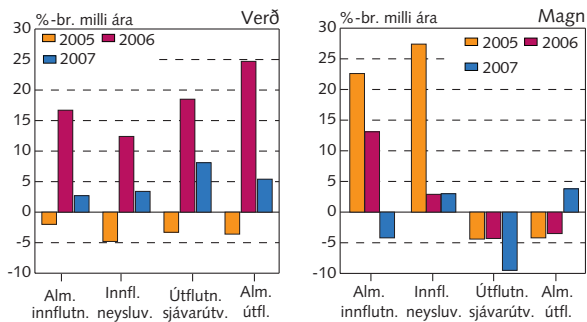 %-br. milli ára Verð
2005 2006
2007
30
25
20
15
10
5
0
-5
-10
Alm. innflutn.
Innfl. neysluv.
Útflutn. sjávarútv.
Alm. útfl.
%-br. milli ára Magn
2005 2006
2007
30
25
20
15
10
5
0
-5
-10
Alm. innflutn.
Innfl. neysluv.
Útflutn. sjávarútv.
Alm. útfl.